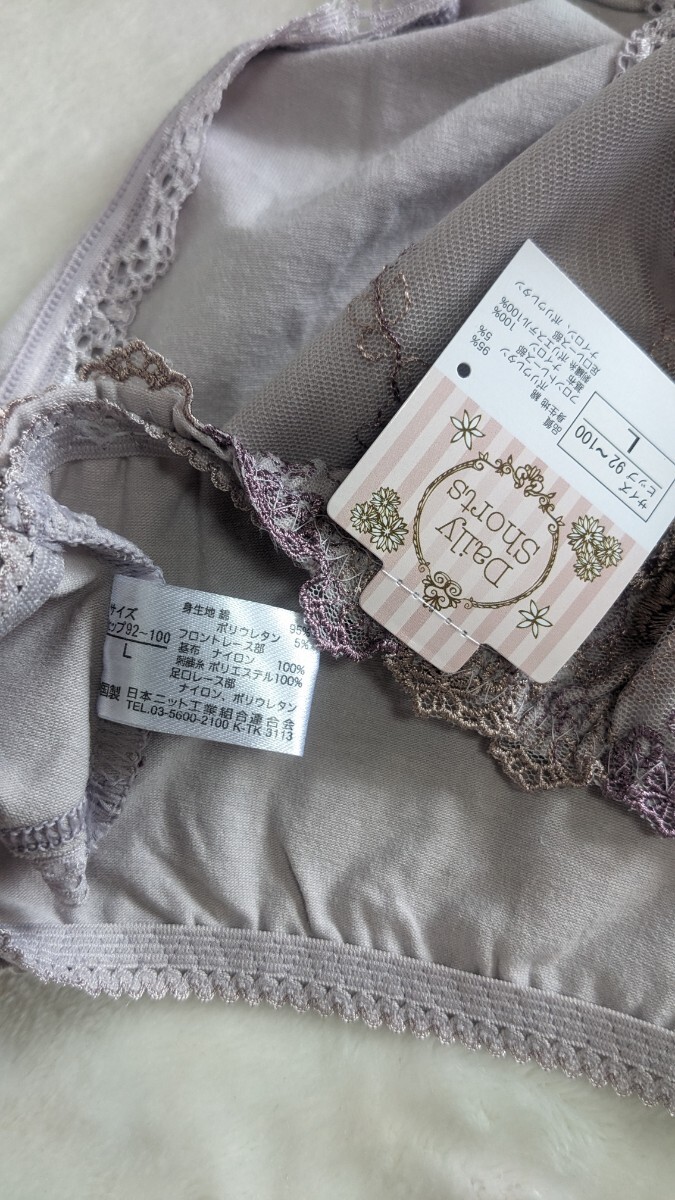 Daily
Shorts
サイズ
ヒップ 92~100
L
品質
身生地 綿 95%
ポリウレタン 5%
フロントレース部
基布 ナイロン 100%
刺繍糸 ポリエステル100%
足口レース部
ナイロン、ポリウレタン
サイズ
ップ92~100
L
身生地 綿 95%
ポリウレタン 5%
フロントレース部
基布 ナイロン 100%
刺繍糸 ポリエステル100%
足口レース部
ナイロン、ポリウレタン
国製 日本ニット工業組合連合会
TEL.03-5600-2100 K-TK 3113